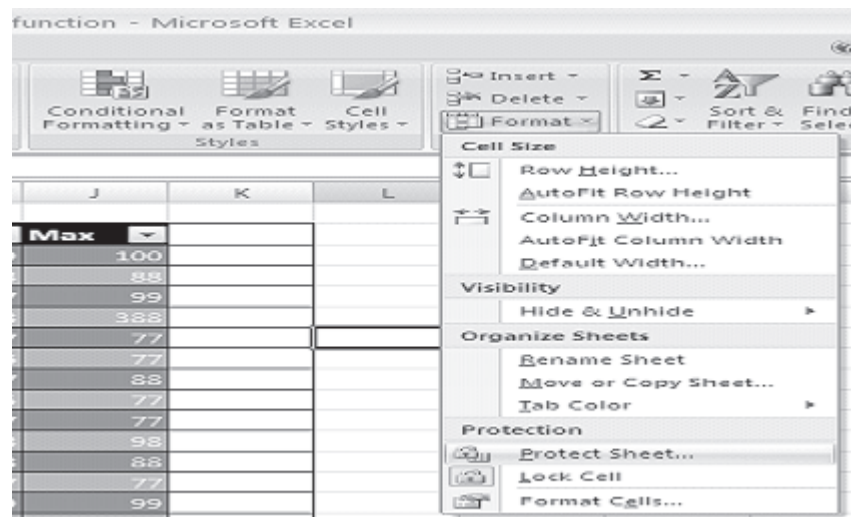 function - Microsoft Excel
Conditional Formatting
Format as Table
Cell Styles
Styles
Insert
Delete
Format
Σ
Sort & Filter
Cell Size
Row Height...
AutoFit Row Height
Column Width...
AutoFit Column Width
Default Width...
Visibility
Hide & Unhide
Organize Sheets
Rename Sheet
Move or Copy Sheet...
Tab Color
Protection
Protect Sheet...
Lock Cell
Format Cells...
J K L
Max
100
88
99
388
77
77
88
77
77
98
88
77
99